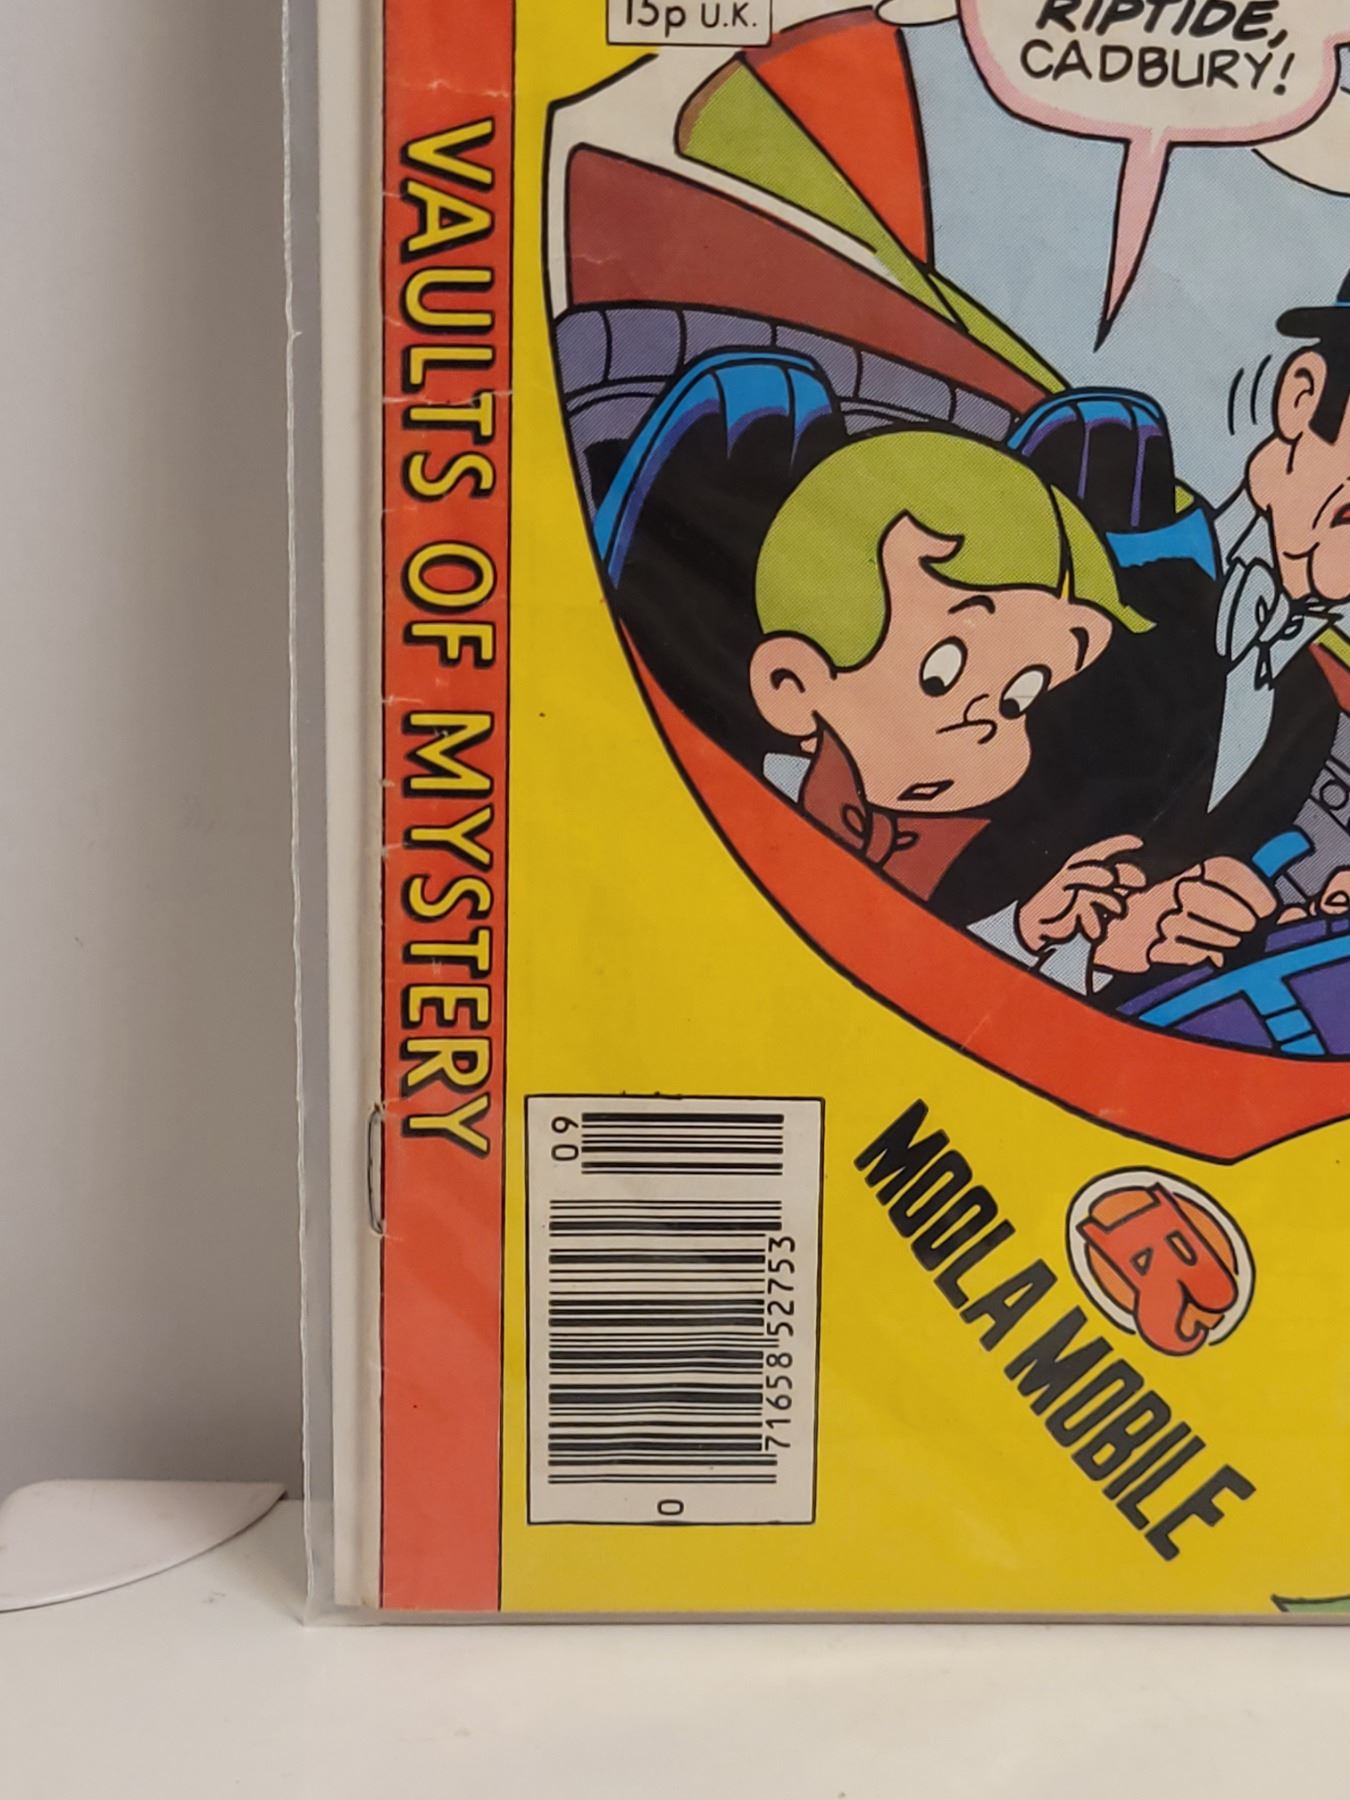 15p U.K.
RIPTIDE,
CADBURY!
VAULTS OF MYSTERY
09
71658 52753
0
MOOLA MOBILE
R